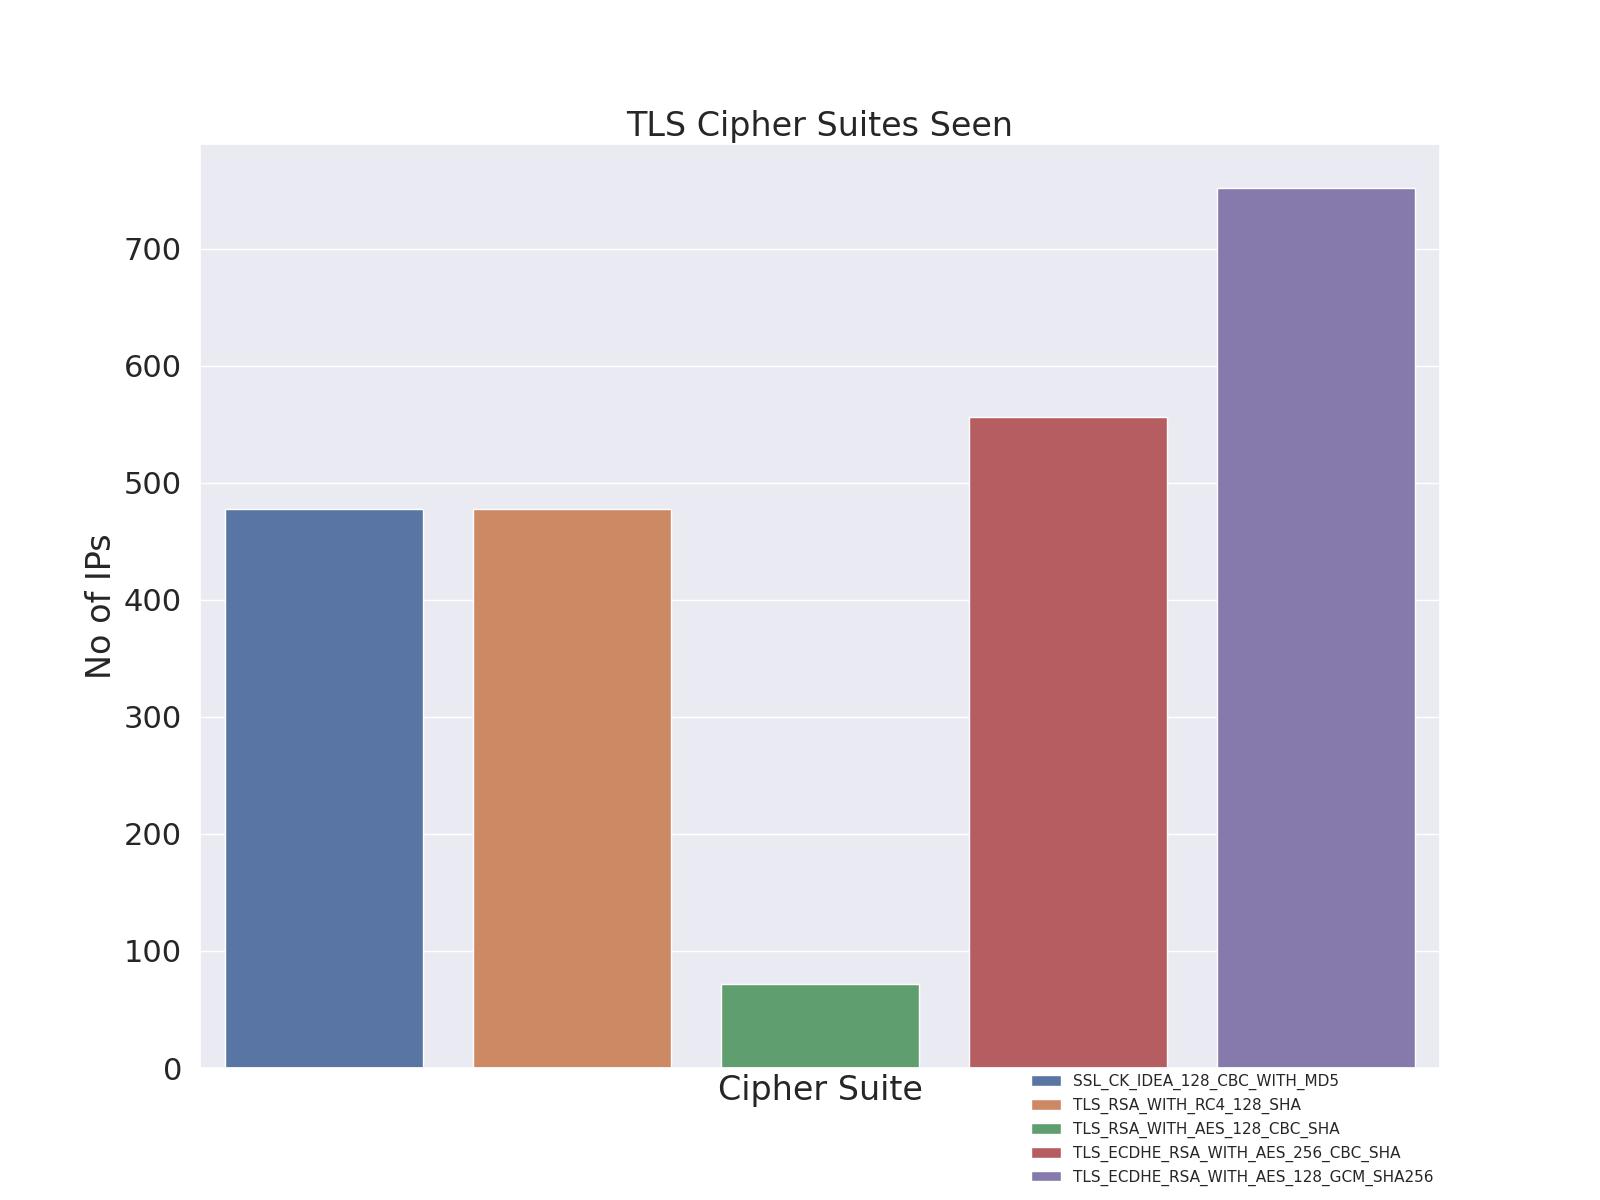 TLS Cipher Suites Seen
700
600
500
400
300
200
100
0
No of IPs
Cipher Suite
SSL_CK_IDEA_128_CBC_WITH_MD5
TLS_RSA_WITH_RC4_128_SHA
TLS_RSA_WITH_AES_128_CBC_SHA
TLS_ECDHE_RSA_WITH_AES_256_CBC_SHA
TLS_ECDHE_RSA_WITH_AES_128_GCM_SHA256